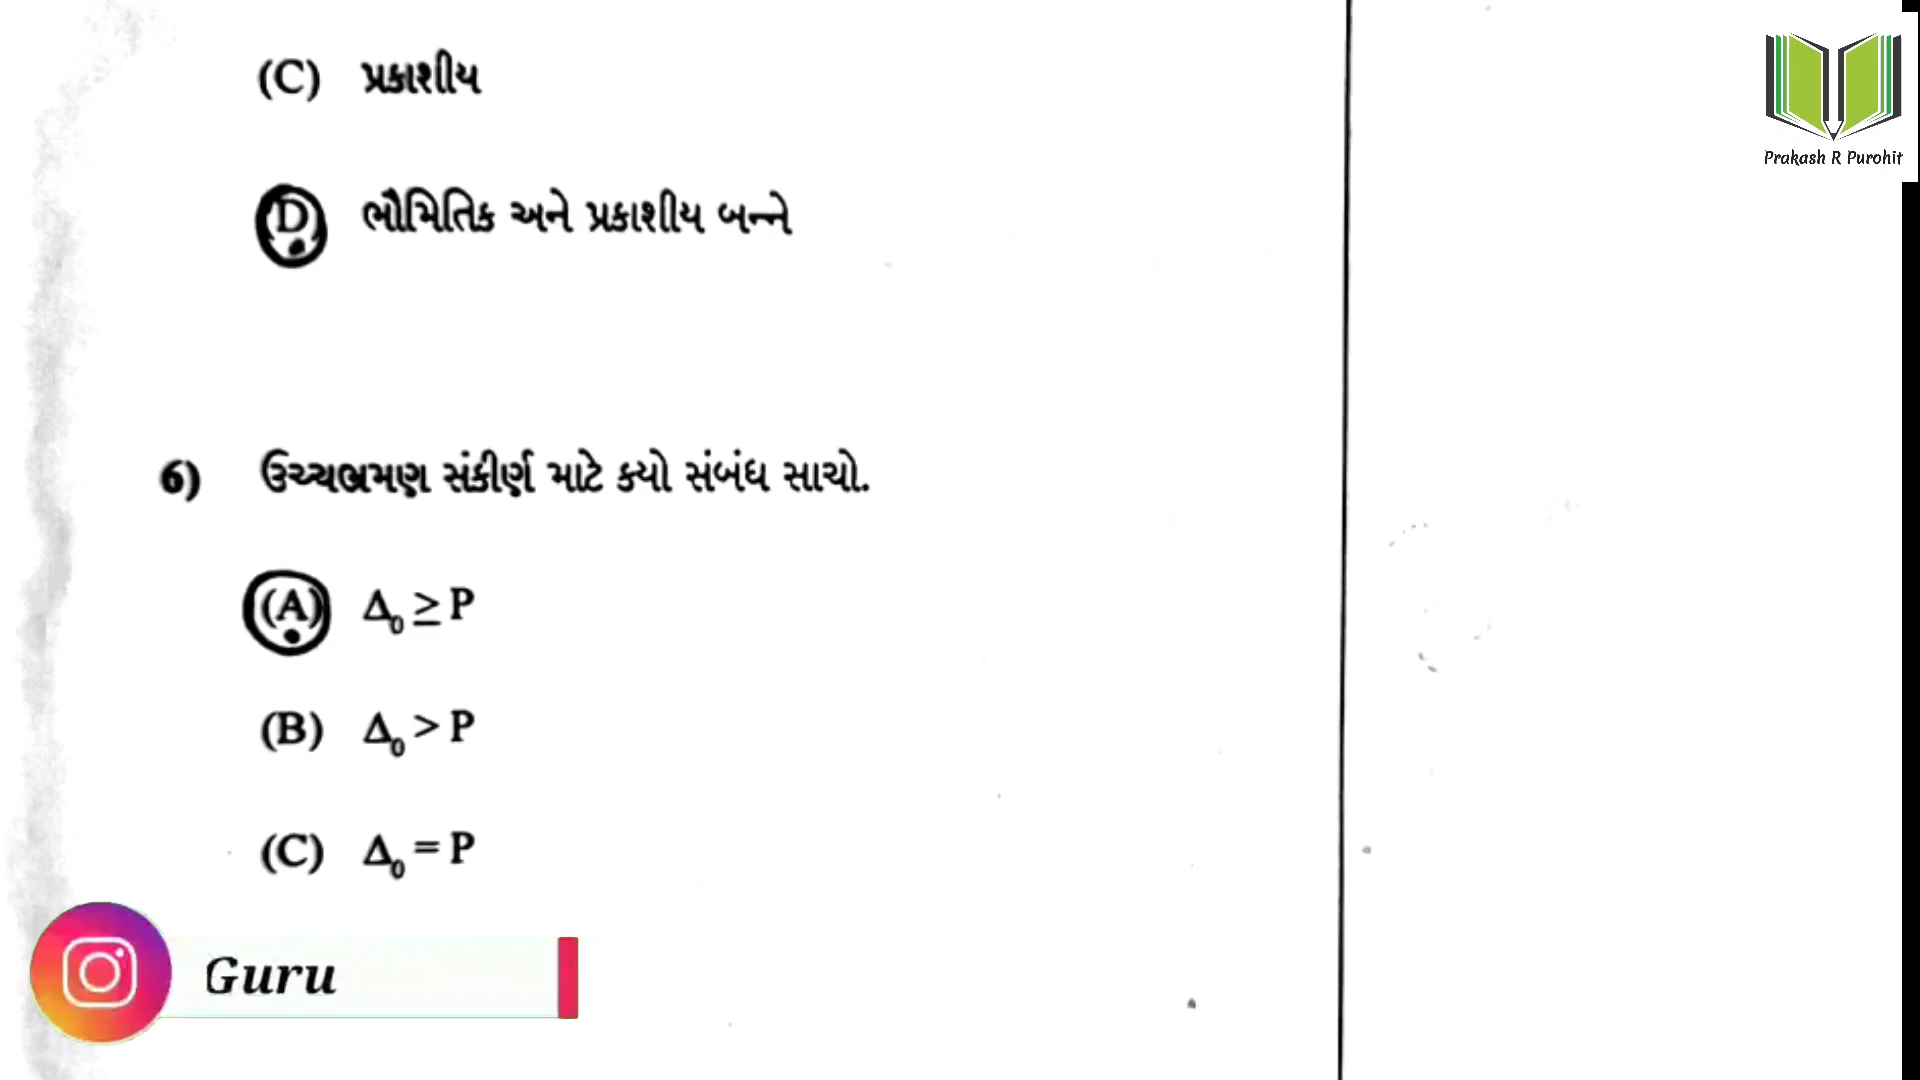 (C) પ્રકાશીય
Prakash R Purohit
(D) ભૌમિતિક અને પ્રકાશીય બન્ને
6) ઉચ્ચભ્રમણ સંકીર્ણ માટે ક્યો સંબંધ સાચો.
(A) Δ₀ ≥ P
(B) Δ₀ > P
(C) Δ₀ = P
Guru